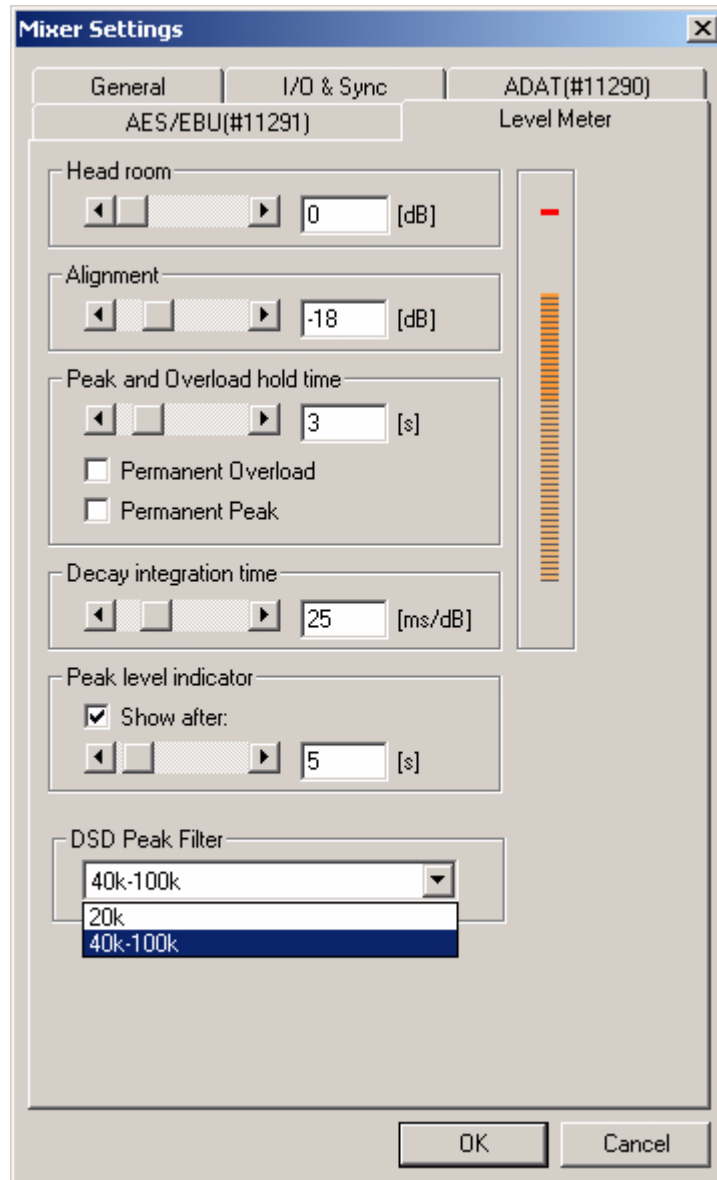 Mixer Settings
General
I/O & Sync
ADAT(#11290)
AES/EBU(#11291)
Level Meter
Head room
0 [dB]
Alignment
-18 [dB]
Peak and Overload hold time
3 [s]
Permanent Overload
Permanent Peak
Decay integration time
25 [ms/dB]
Peak level indicator
Show after:
5 [s]
DSD Peak Filter
40k-100k
20k
40k-100k
OK
Cancel